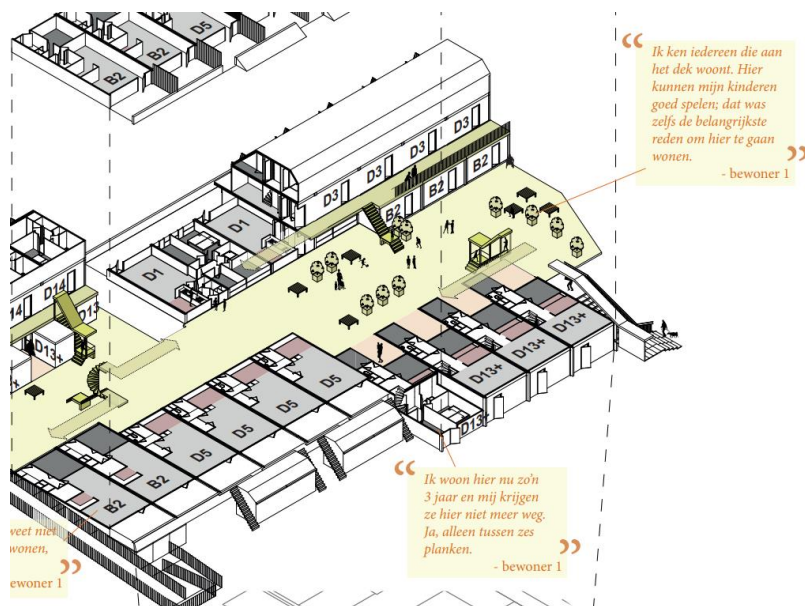 D5
B2
B2
“ Ik ken iedereen die aan
het dek woont. Hier
kunnen mijn kinderen
goed spelen; dat was
zelfs de belangrijkste
reden om hier te gaan
wonen. ”
- bewoner 1
D3
D3
D3
D3
D3
B2
B2
B2
D1
D1
D14
D13
D13+
D13+
D13+
D13+
D13
D5
D5
D5
D5
B2
B2
“ Ik woon hier nu zo'n
3 jaar en mij krijgen
ze hier niet meer weg.
Ja, alleen tussen zes
planken. ”
- bewoner 1
weet niet
wonen,
”
ewoner 1